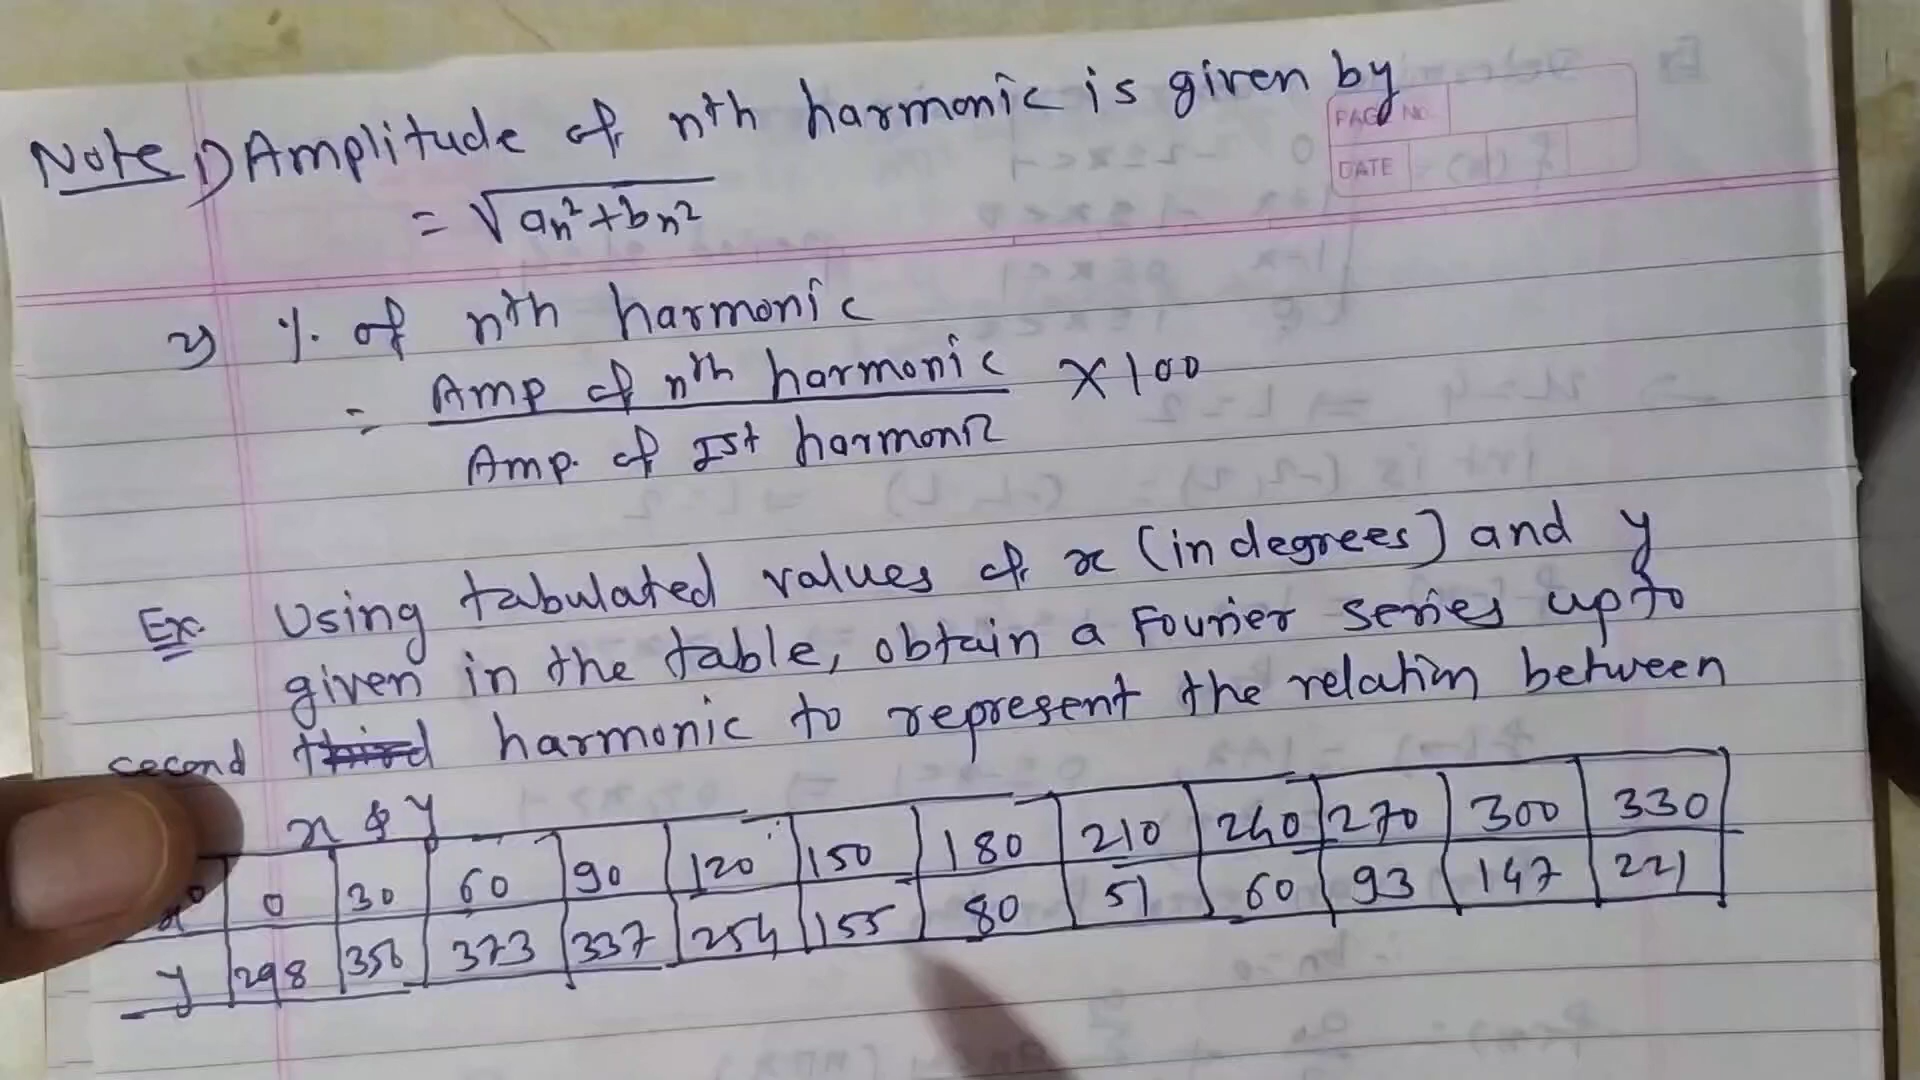 Note 1) Amplitude of nth harmonic is given by
PAGE NO.
DATE
= √an²+bn²
2) % of nth harmonic
= Amp of nth harmonic × 100
Amp. of Ist harmonic
Ex. Using tabulated values of x (in degrees) and y
given in the table, obtain a Fourier series upto
second third harmonic to represent the relation between
x & y
x° 0 30 60 90 120 150 180 210 240 270 300 330
y 298 356 373 337 254 155 80 51 60 93 147 221